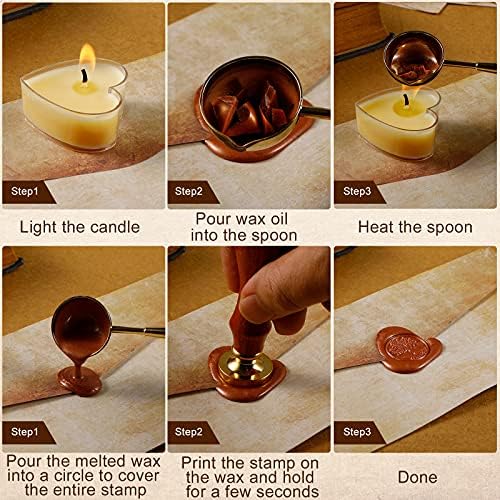 Step1
Step2
Step3
Light the candle
Pour wax oil
into the spoon
Heat the spoon
Step1
Step2
Step3
Pour the melted wax
into a circle to cover
the entire stamp
Print the stamp on
the wax and hold
for a few seconds
Done